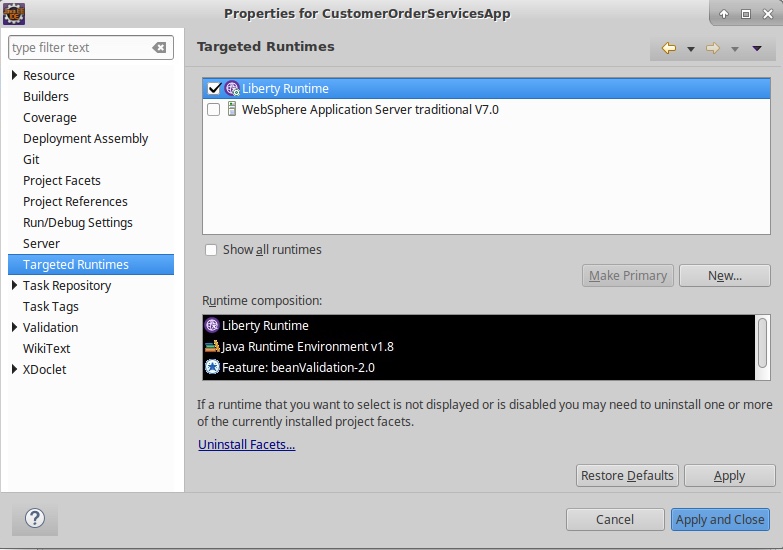 Properties for CustomerOrderServicesApp
type filter text
Resource
Builders
Coverage
Deployment Assembly
Git
Project Facets
Project References
Run/Debug Settings
Server
Targeted Runtimes
Task Repository
Task Tags
Validation
WikiText
XDoclet
Targeted Runtimes
Liberty Runtime
WebSphere Application Server traditional V7.0
Show all runtimes
Make Primary
New...
Runtime composition:
Liberty Runtime
Java Runtime Environment v1.8
Feature: beanValidation-2.0
If a runtime that you want to select is not displayed or is disabled you may need to uninstall one or more
of the currently installed project facets.
Uninstall Facets...
Restore Defaults
Apply
?
Cancel
Apply and Close